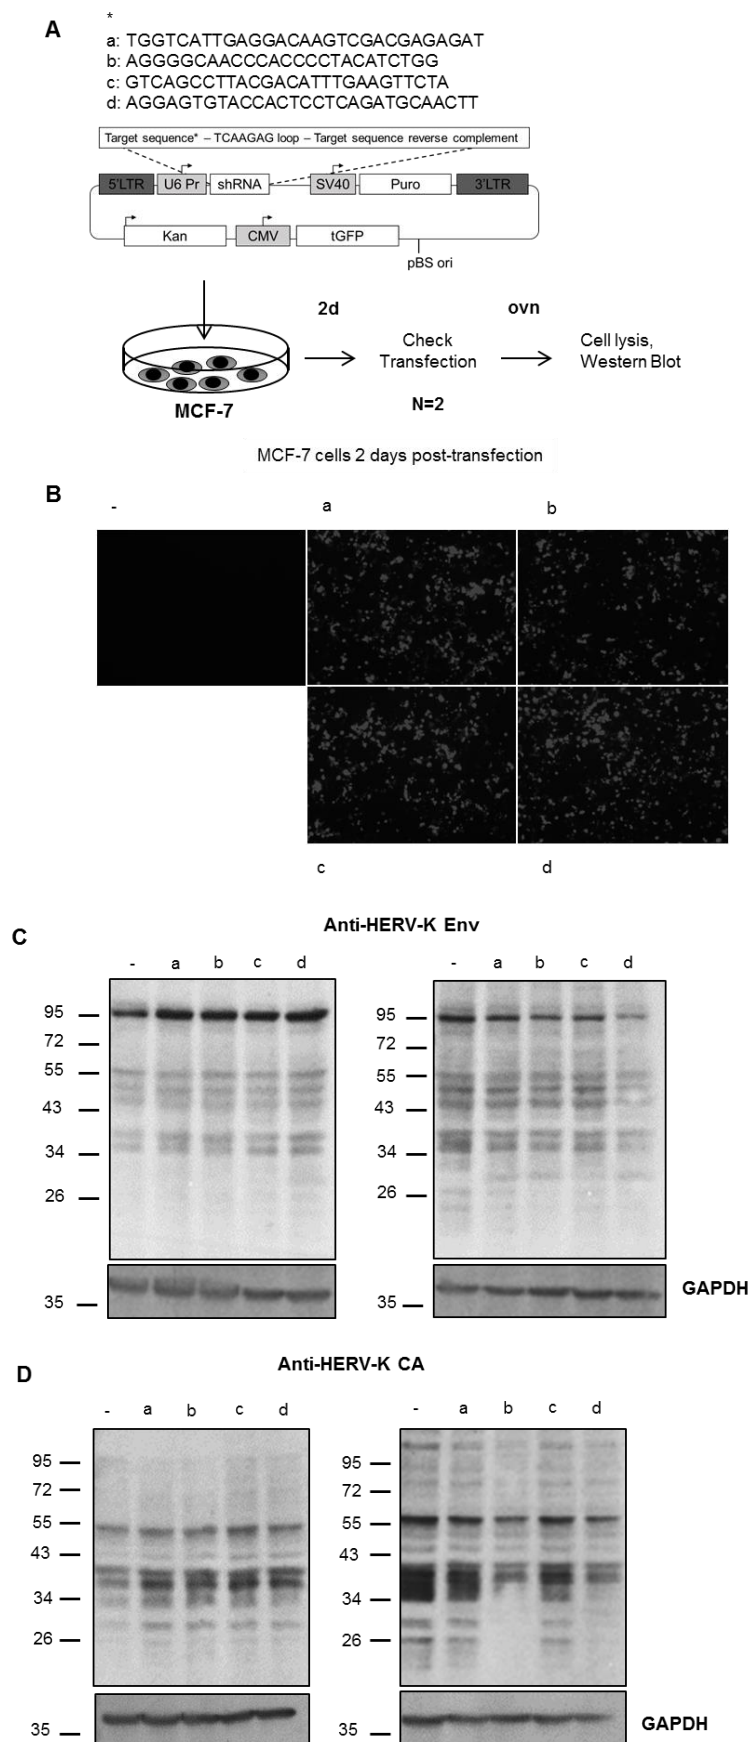 A
*
a: TGGTCATTGAGGACAAGTCGACGAGAGAT
b: AGGGGCAACCCACCCCTACATCTGG
c: GTCAGCCTTACGACATTTGAAGTTCTA
d: AGGAGTGTACCACTCCTCAGATGCAACTT
Target sequence* – TCAAGAG loop – Target sequence reverse complement
5'LTR U6 Pr shRNA SV40 Puro 3'LTR
Kan CMV tGFP
pBS ori
2d ovn
Check Transfection
Cell lysis, Western Blot
MCF-7
N=2
MCF-7 cells 2 days post-transfection
B
- a b
c d
C
Anti-HERV-K Env
- a b c d
95
72
55
43
34
26
35
- a b c d
95
72
55
43
34
26
35
GAPDH
D
Anti-HERV-K CA
- a b c d
95
72
55
43
34
26
35
- a b c d
95
72
55
43
34
26
35
GAPDH